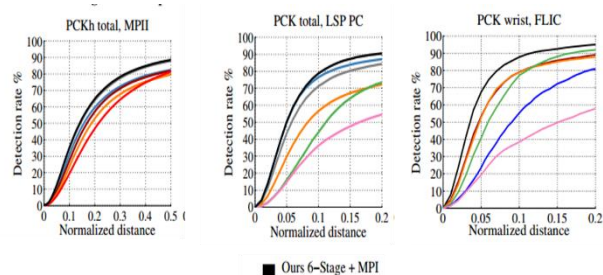 PCKh total, MPII
Detection rate %
100
90
80
70
60
50
40
30
20
10
0
0 0.1 0.2 0.3 0.4 0.5
Normalized distance
PCK total, LSP PC
Detection rate %
100
90
80
70
60
50
40
30
20
10
0
0 0.05 0.1 0.15 0.2
Normalized distance
PCK wrist, FLIC
Detection rate %
100
90
80
70
60
50
40
30
20
10
0
0 0.05 0.1 0.15 0.2
Normalized distance
Ours 6-Stage + MPI